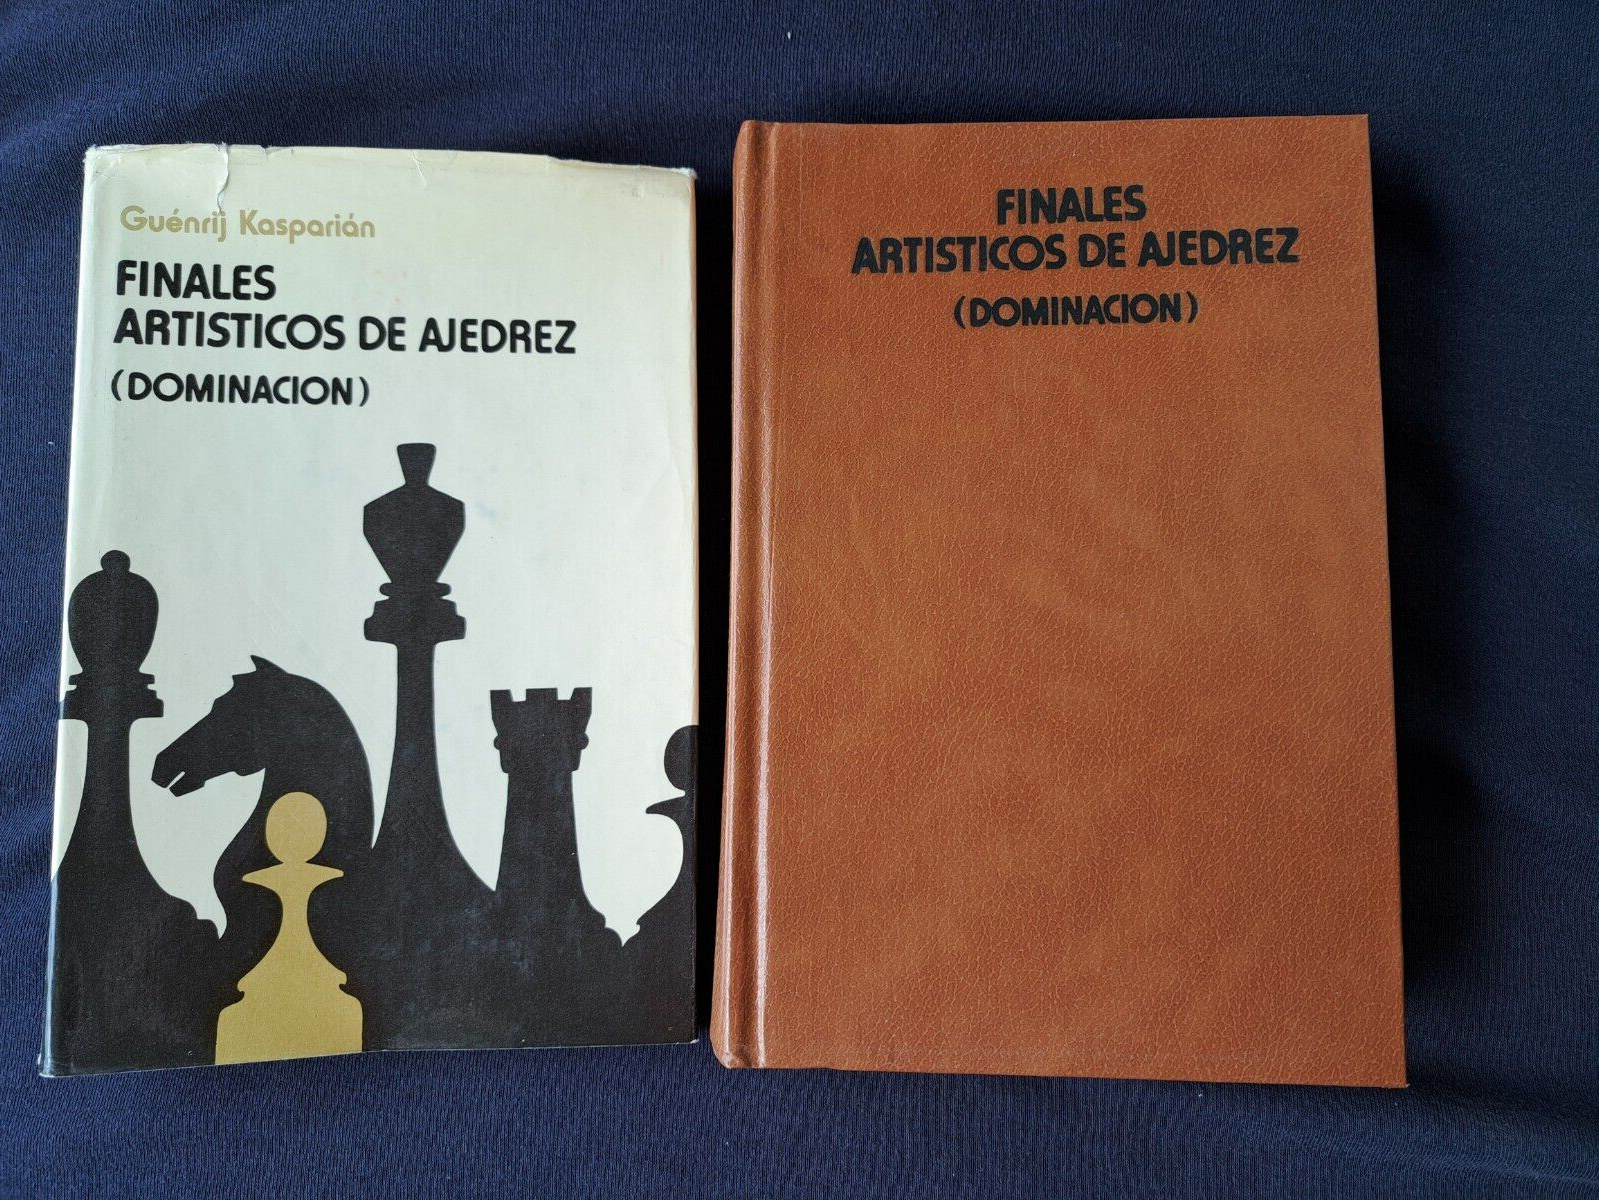 Guénrij Kasparián
FINALES
ARTISTICOS DE AJEDREZ
(DOMINACION)
FINALES
ARTISTICOS DE AJEDREZ
(DOMINACION)